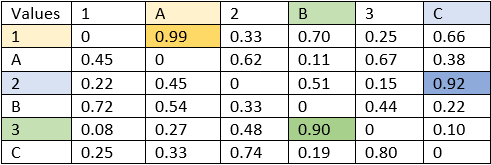 Values 1 A 2 B 3 C
1 0 0.99 0.33 0.70 0.25 0.66
A 0.45 0 0.62 0.11 0.67 0.38
2 0.22 0.45 0 0.51 0.15 0.92
B 0.72 0.54 0.33 0 0.44 0.22
3 0.08 0.27 0.48 0.90 0 0.10
C 0.25 0.33 0.74 0.19 0.80 0